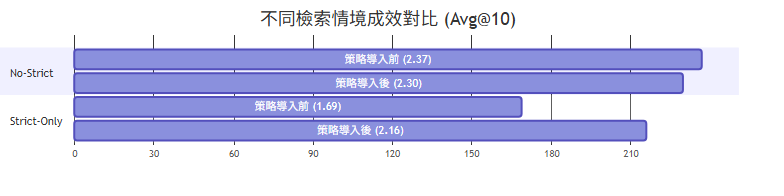 不同檢索情境成效對比 (Avg@10)
No-Strict
策略導入前 (2.37)
策略導入後 (2.30)
Strict-Only
策略導入前 (1.69)
策略導入後 (2.16)
0 30 60 90 120 150 180 210